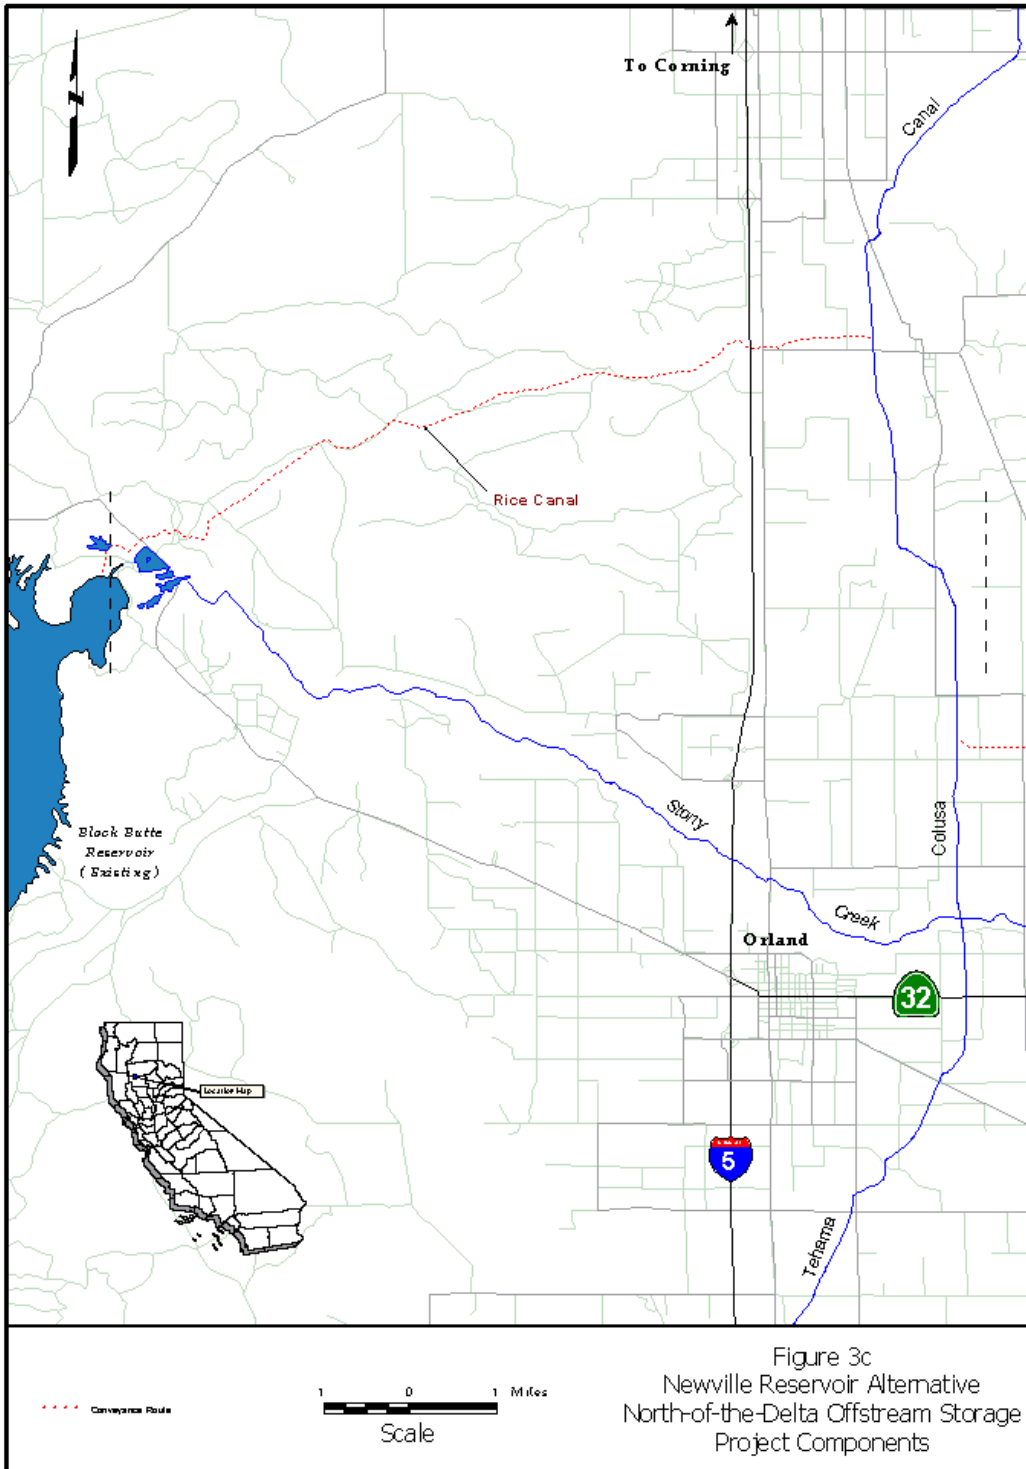 To Corning
N
Canal
Rice Canal
P
Stony
Black Butte
Reservoir
(Existing)
Colusa
Creek
Orland
32
Location Map
5
Tehama
Figure 3c
Newville Reservoir Alternative
North-of-the-Delta Offstream Storage
Project Components
Conveyance Route
1 0 1 Miles
Scale